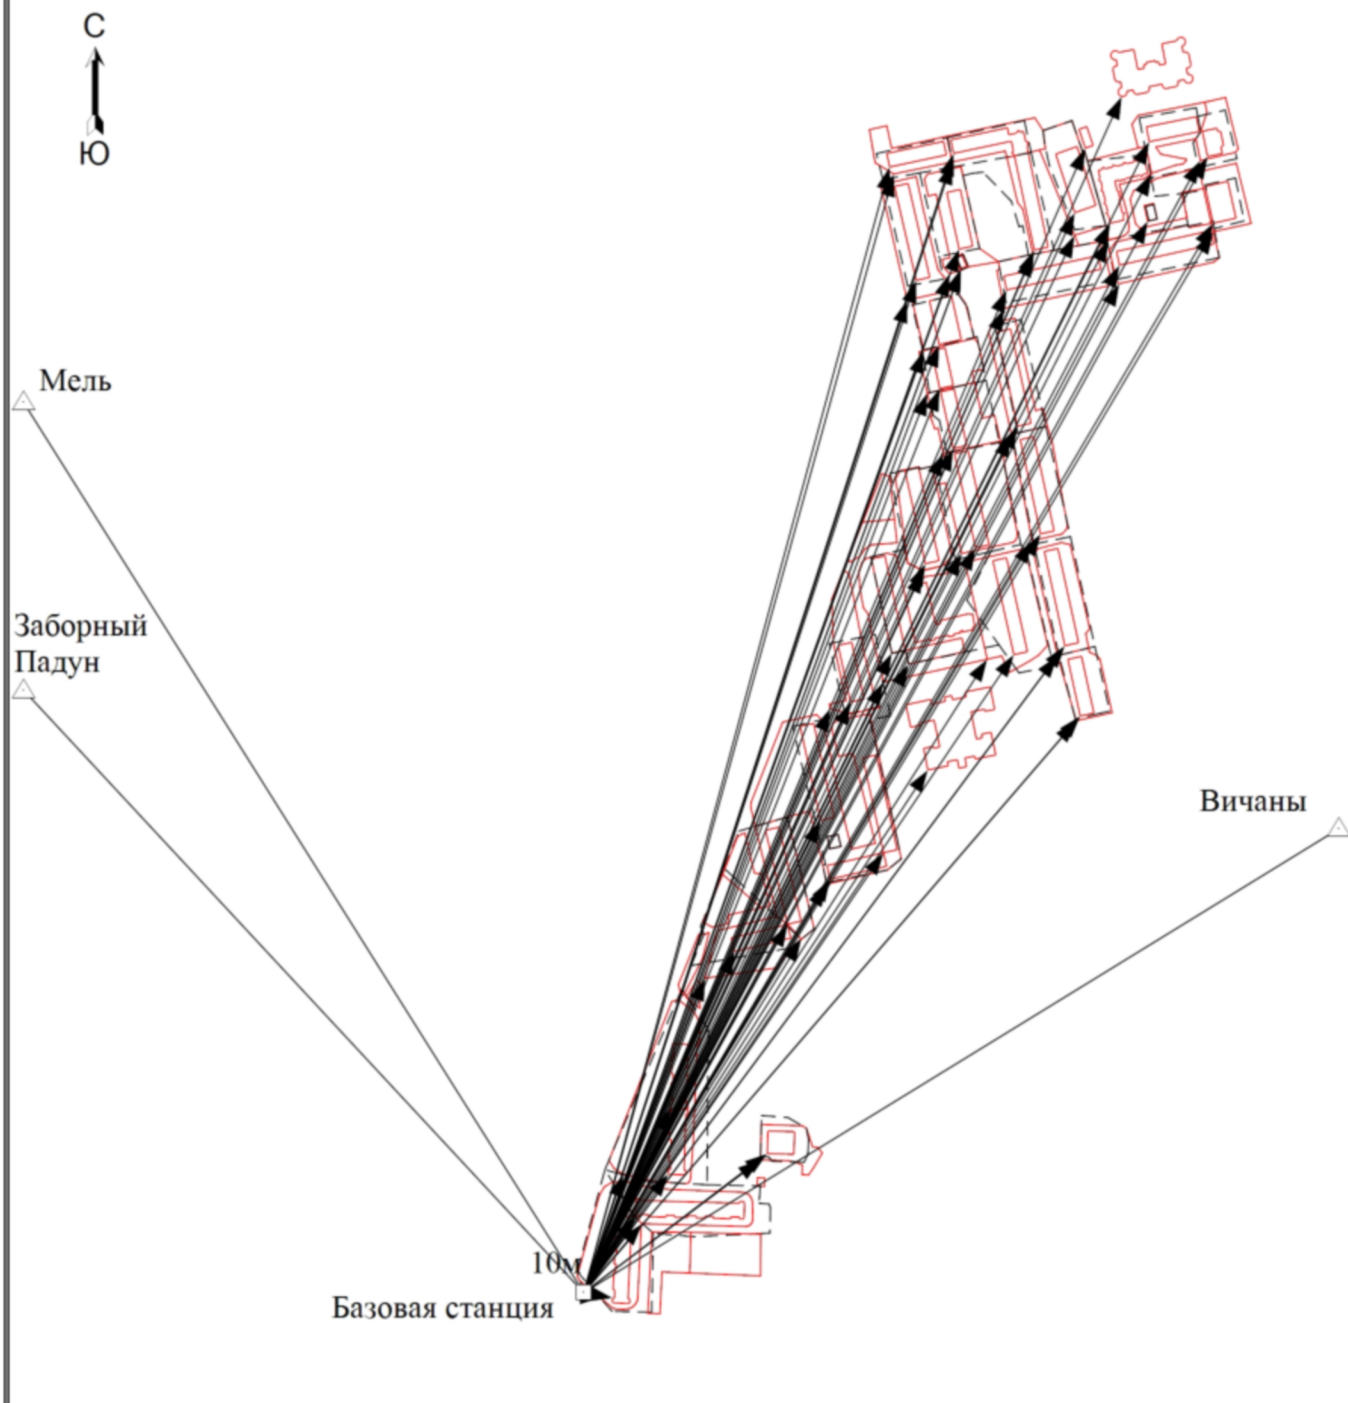 С
Ю
Мель
Заборный
Падун
Вичаны
10м
Базовая станция